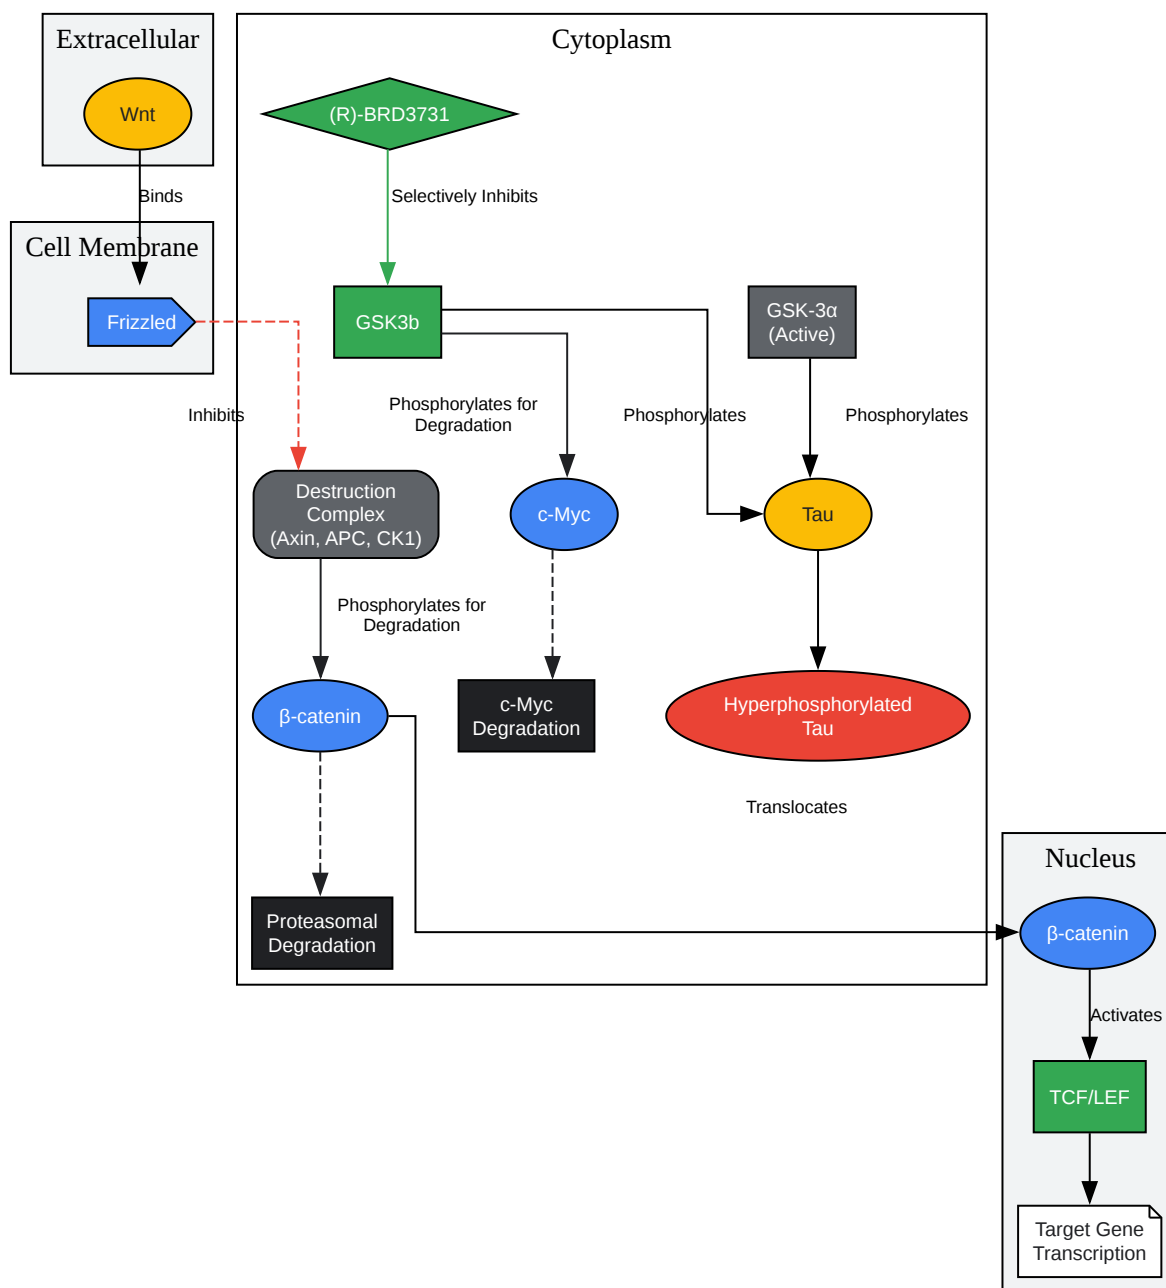 Extracellular
Cytoplasm
Wnt
(R)-BRD3731
Binds
Selectively Inhibits
Cell Membrane
Frizzled
GSK3b
GSK-3α
(Active)
Inhibits
Phosphorylates for
Degradation
Phosphorylates
Phosphorylates
Destruction
Complex
(Axin, APC, CK1)
c-Myc
Tau
Phosphorylates for
Degradation
β-catenin
c-Myc
Degradation
Hyperphosphorylated
Tau
Translocates
Nucleus
Proteasomal
Degradation
β-catenin
Activates
TCF/LEF
Target Gene
Transcription